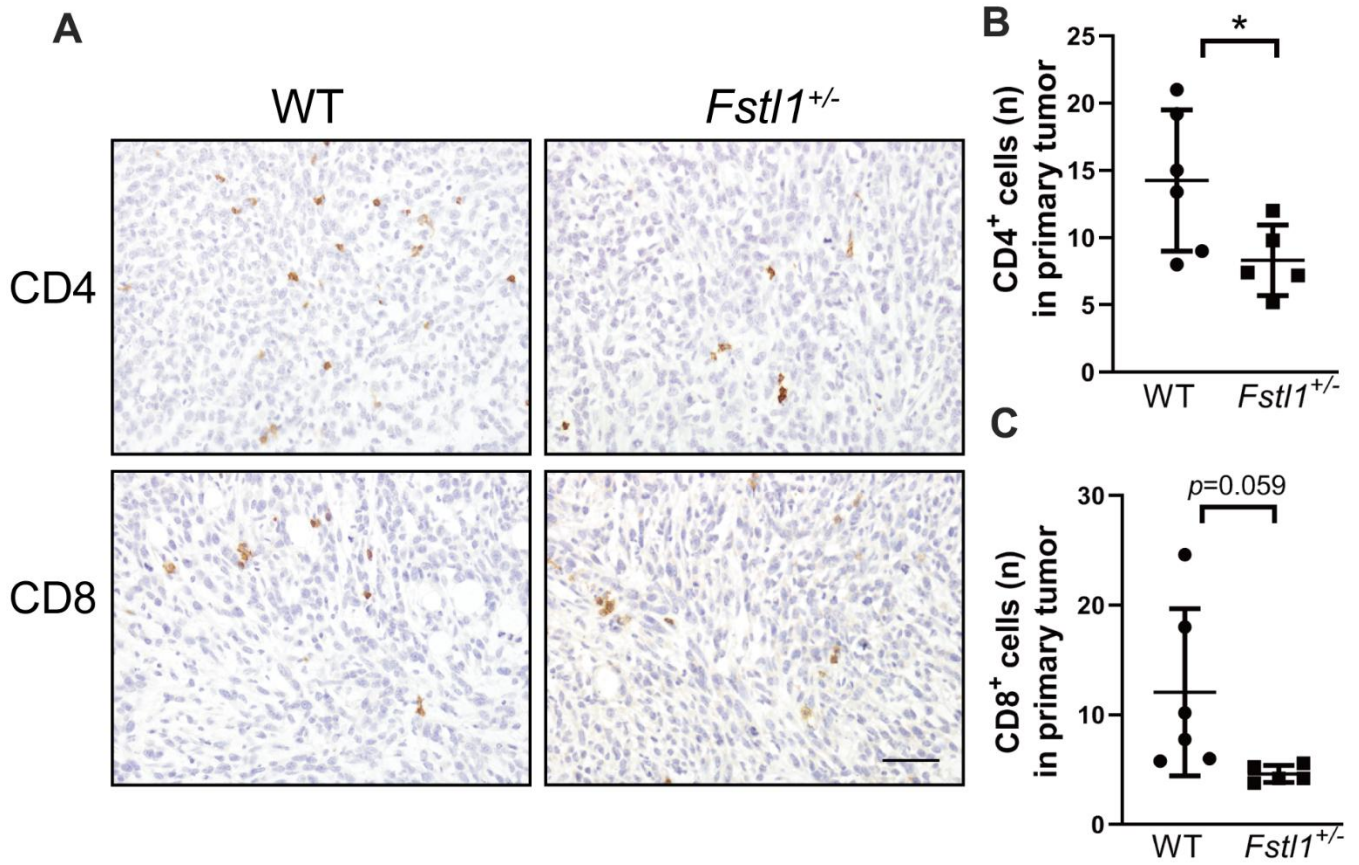 A
WT
Fstl1+/-
CD4
CD8
B
CD4+ cells (n)
in primary tumor
25
20
15
10
5
0
*
WT
Fstl1+/-
C
CD8+ cells (n)
in primary tumor
p=0.059
30
20
10
0
WT
Fstl1+/-